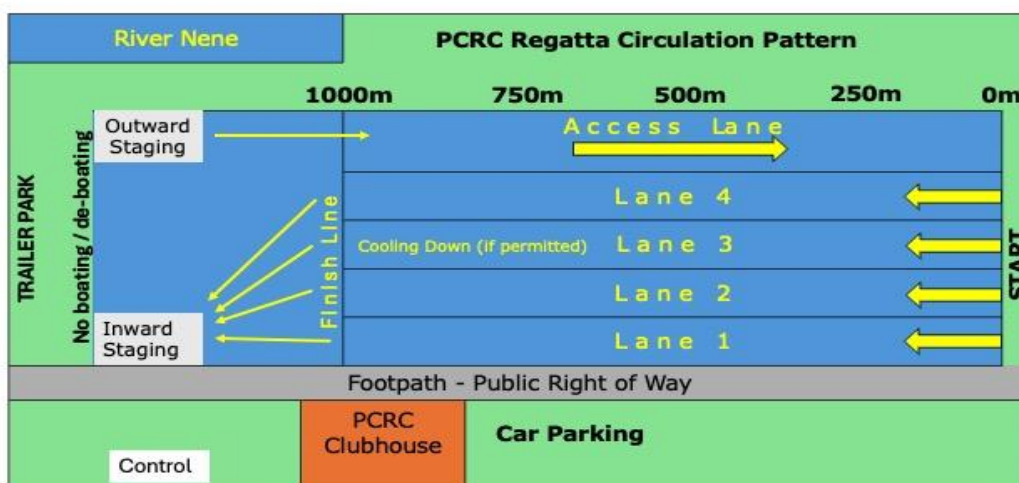 River Nene
PCRC Regatta Circulation Pattern
1000m 750m 500m 250m 0m
Outward
Staging
Access Lane
TRAILER PARK
No boating / de-boating
Lane 4
Finish Line
Cooling Down (if permitted)
Lane 3
START
Lane 2
Inward
Staging
Lane 1
Footpath - Public Right of Way
PCRC
Clubhouse
Car Parking
Control